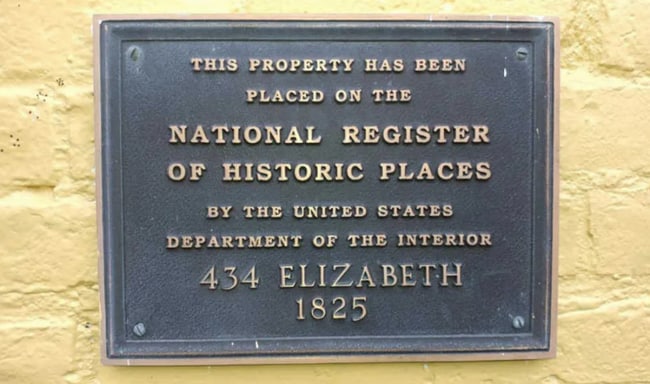 THIS PROPERTY HAS BEEN
PLACED ON THE
NATIONAL REGISTER
OF HISTORIC PLACES
BY THE UNITED STATES
DEPARTMENT OF THE INTERIOR
434 ELIZABETH
1825